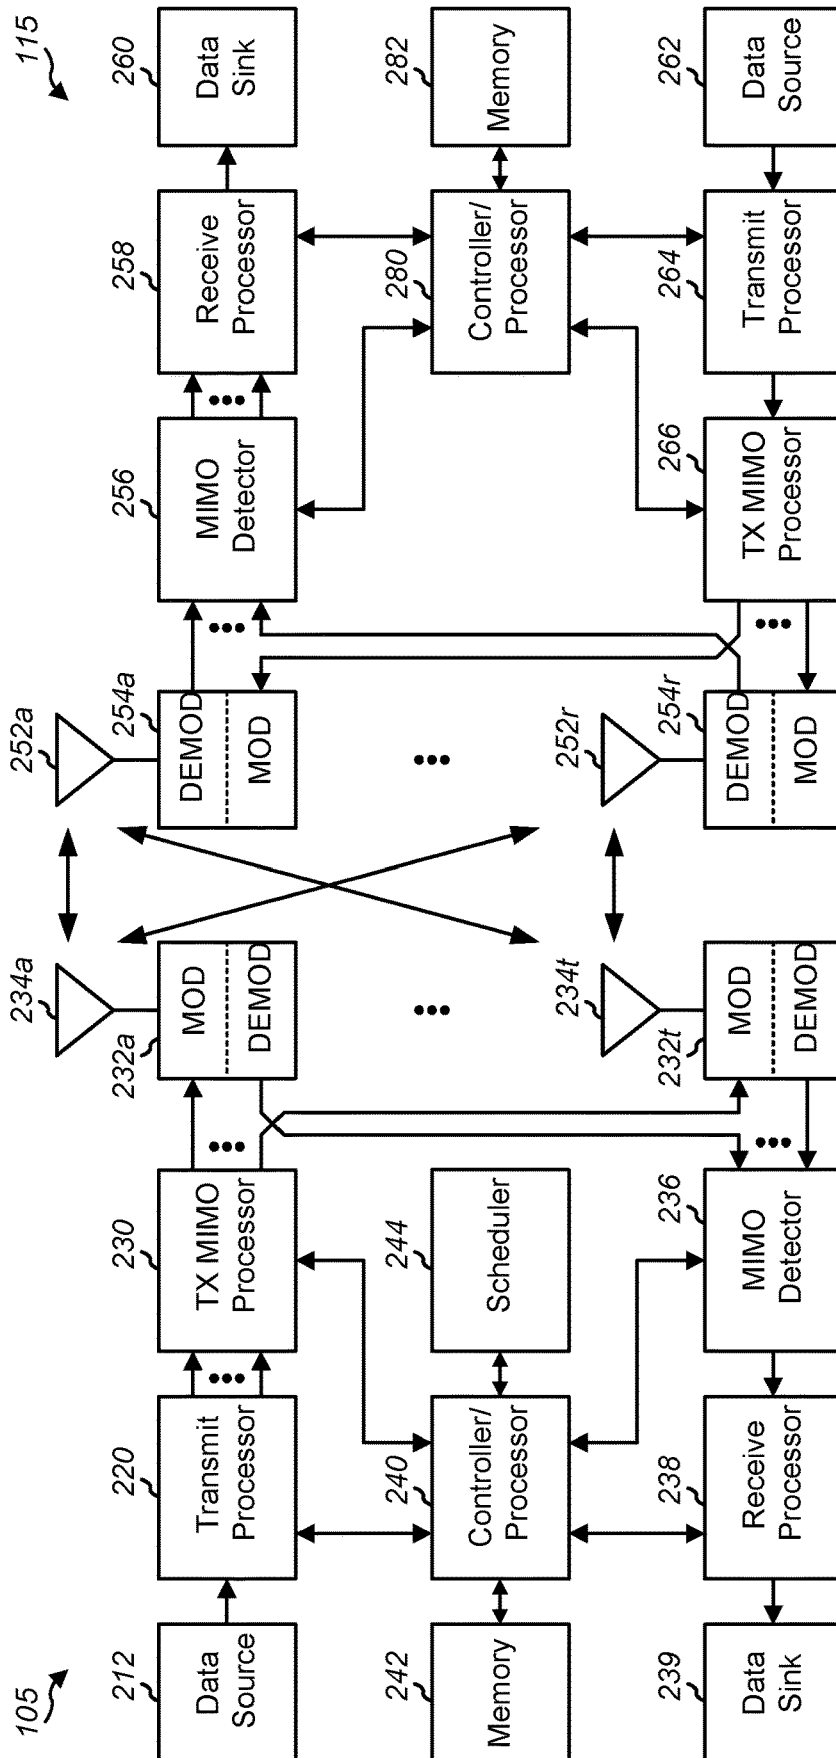 105
115
212
Data
Source
220
Transmit
Processor
230
TX MIMO
Processor
232a
MOD
DEMOD
234a
252a
254a
DEMOD
MOD
256
MIMO
Detector
258
Receive
Processor
260
Data
Sink
242
Memory
240
Controller/
Processor
244
Scheduler
280
Controller/
Processor
282
Memory
239
Data
Sink
238
Receive
Processor
236
MIMO
Detector
232t
MOD
DEMOD
234t
252r
254r
DEMOD
MOD
266
TX MIMO
Processor
264
Transmit
Processor
262
Data
Source